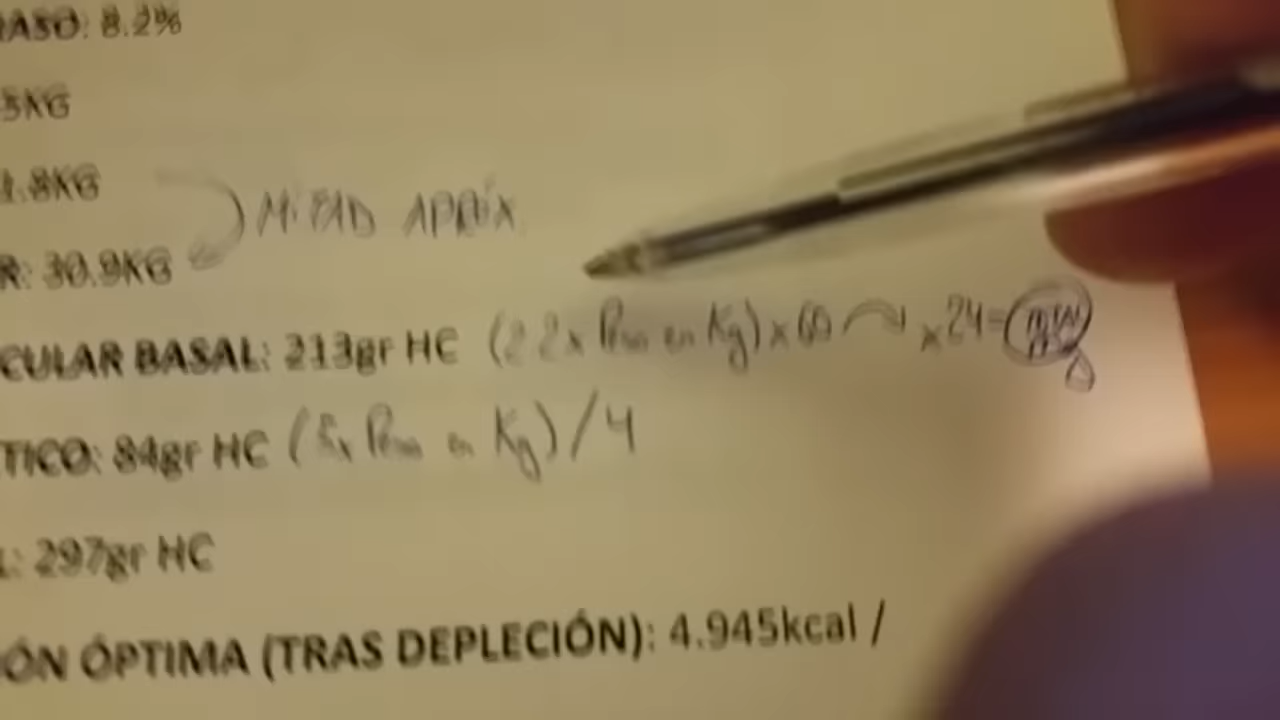 RASO: 8.2%
5KG
1.8KG
MITAD APROX
R: 30.9KG
CULAR BASAL: 213gr HC (2.2x Peso en Kg) x 60 x24=
TICO: 84gr HC (5x Peso en Kg)/4
L: 297gr HC
ÓN ÓPTIMA (TRAS DEPLECIÓN): 4.945kcal /